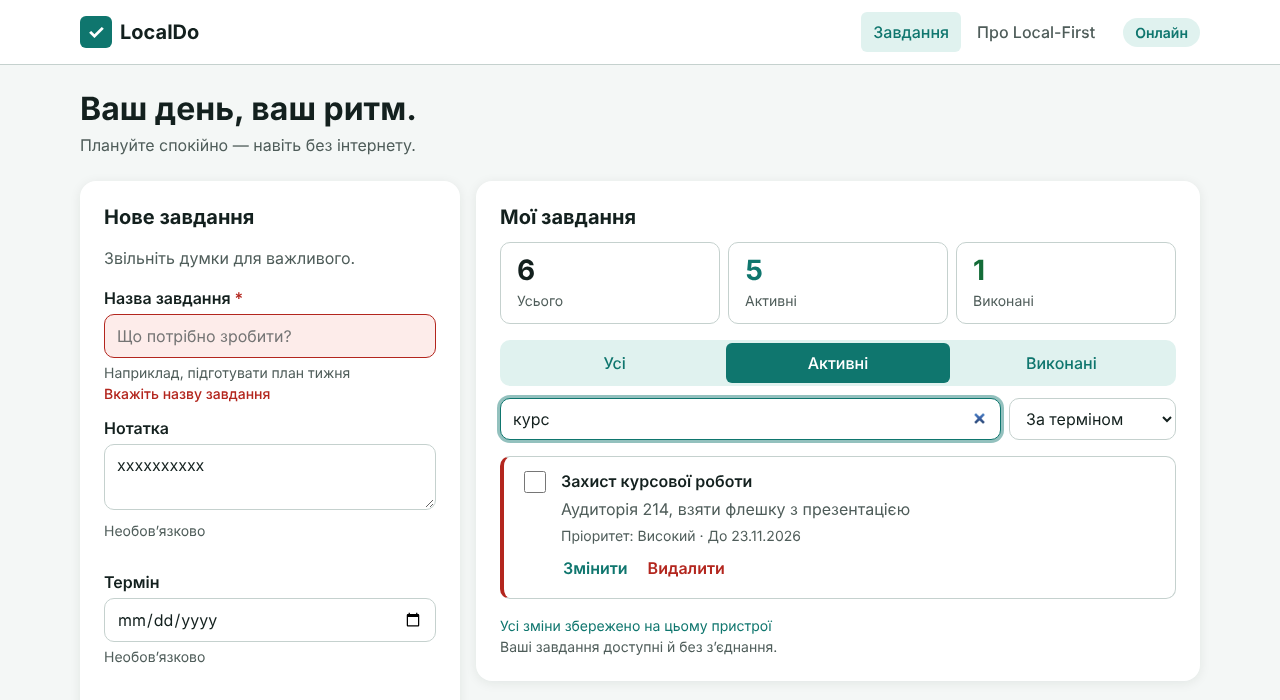 LocalDo
Завдання
Про Local-First
Онлайн
Ваш день, ваш ритм.
Плануйте спокійно — навіть без інтернету.
Нове завдання
Звільніть думки для важливого.
Назва завдання *
Що потрібно зробити?
Наприклад, підготувати план тижня
Вкажіть назву завдання
Нотатка
xxxxxxxxxx
Необов’язково
Термін
mm/dd/yyyy
Необов’язково
Мої завдання
6
Усього
5
Активні
1
Виконані
Усі
Активні
Виконані
курс
За терміном
Захист курсової роботи
Аудиторія 214, взяти флешку з презентацією
Пріоритет: Високий · До 23.11.2026
Змінити
Видалити
Усі зміни збережено на цьому пристрої
Ваші завдання доступні й без з’єднання.